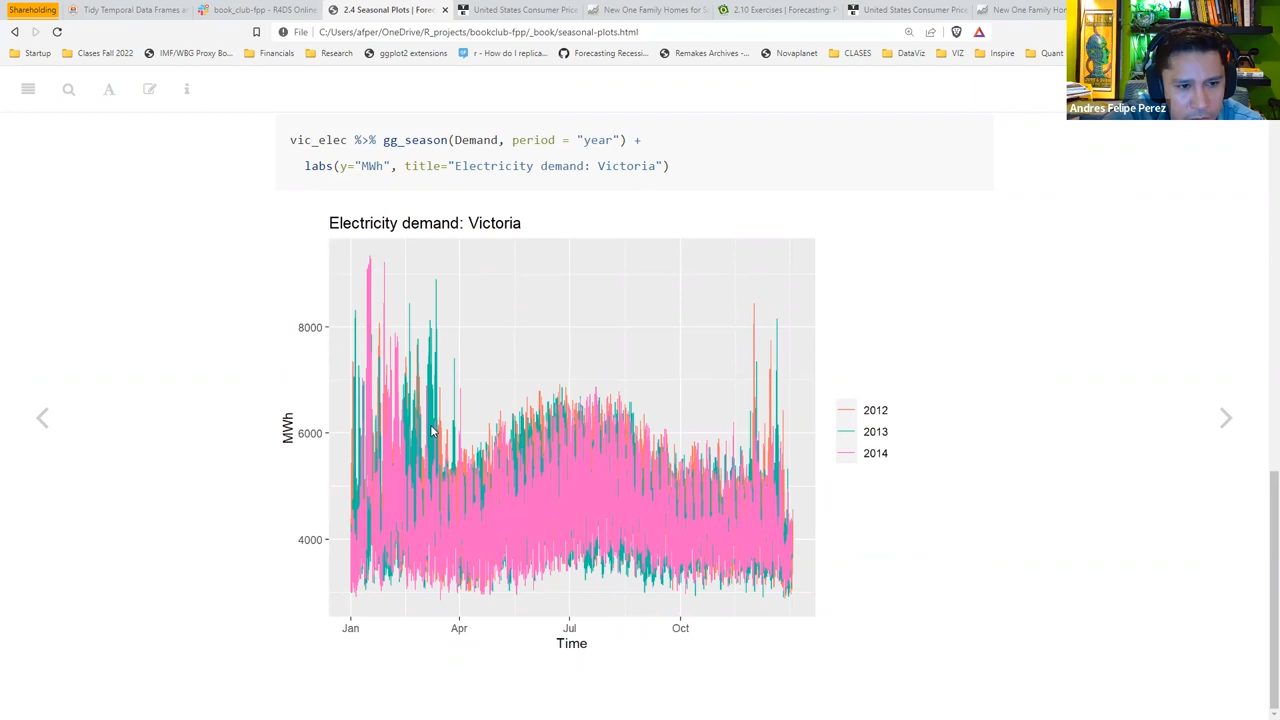 Shareholding
Tidy Temporal Data Frames a
book_club-fpp - R4DS Online
2.4 Seasonal Plots | Fore
United States Consumer Price
New One Family Homes for
2.10 Exercises | Forecasting: P
United States Consumer Price
New One Family Hom
File
C:/Users/afper/OneDrive/R_projects/bookclub-fpp/_book/seasonal-plots.html
Startup
Clases Fall 2022
IMF/WBG Proxy Bo...
Finance
Research
ggplot2 extensions
r - How do I replica...
Forecasting Recessi...
Remakes Archives -...
Novaplanet
CLASES
DataViz
VIZ
Inspire
Quant
Andres Felipe Perez
vic_elec %>% gg_season(Demand, period = "year") +
labs(y="MWh", title="Electricity demand: Victoria")
Electricity demand: Victoria
8000
6000
4000
MWh
Jan
Apr
Jul
Oct
Time
2012
2013
2014